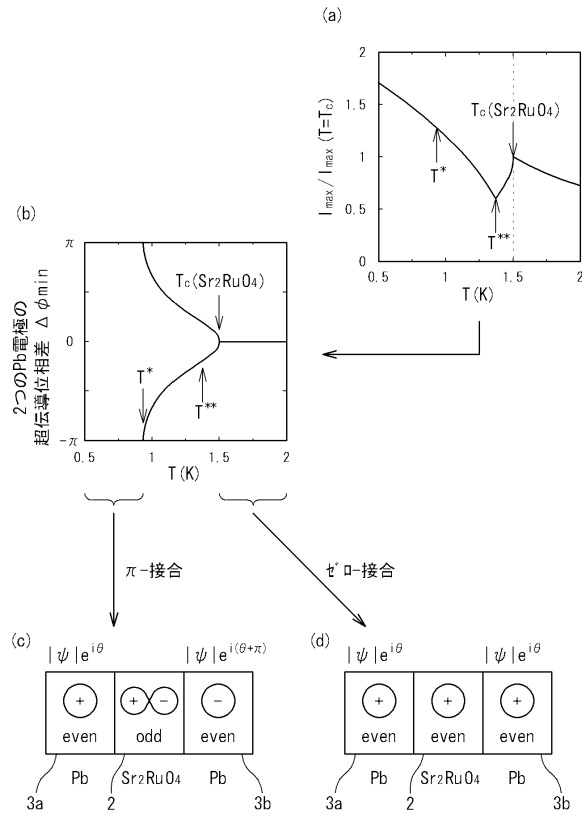 (a)
2
1.5
1
0.5
0
Imax / Imax (T=Tc)
Tc(Sr2RuO4)
T*
T**
0.5 1 1.5 2
T(K)
(b)
π
0
-π
2つのPb電極の
超伝導位相差 Δφmin
Tc(Sr2RuO4)
T*
T**
0.5 1 1.5 2
T(K)
π-接合
ゼロ-接合
(c)
|ψ|e^iθ |ψ|e^i(θ+π)
+ + - -
even odd even
Pb Sr2RuO4 Pb
3a 2 3b
(d)
|ψ|e^iθ |ψ|e^iθ
+ + +
even even even
Pb Sr2RuO4 Pb
3a 2 3b